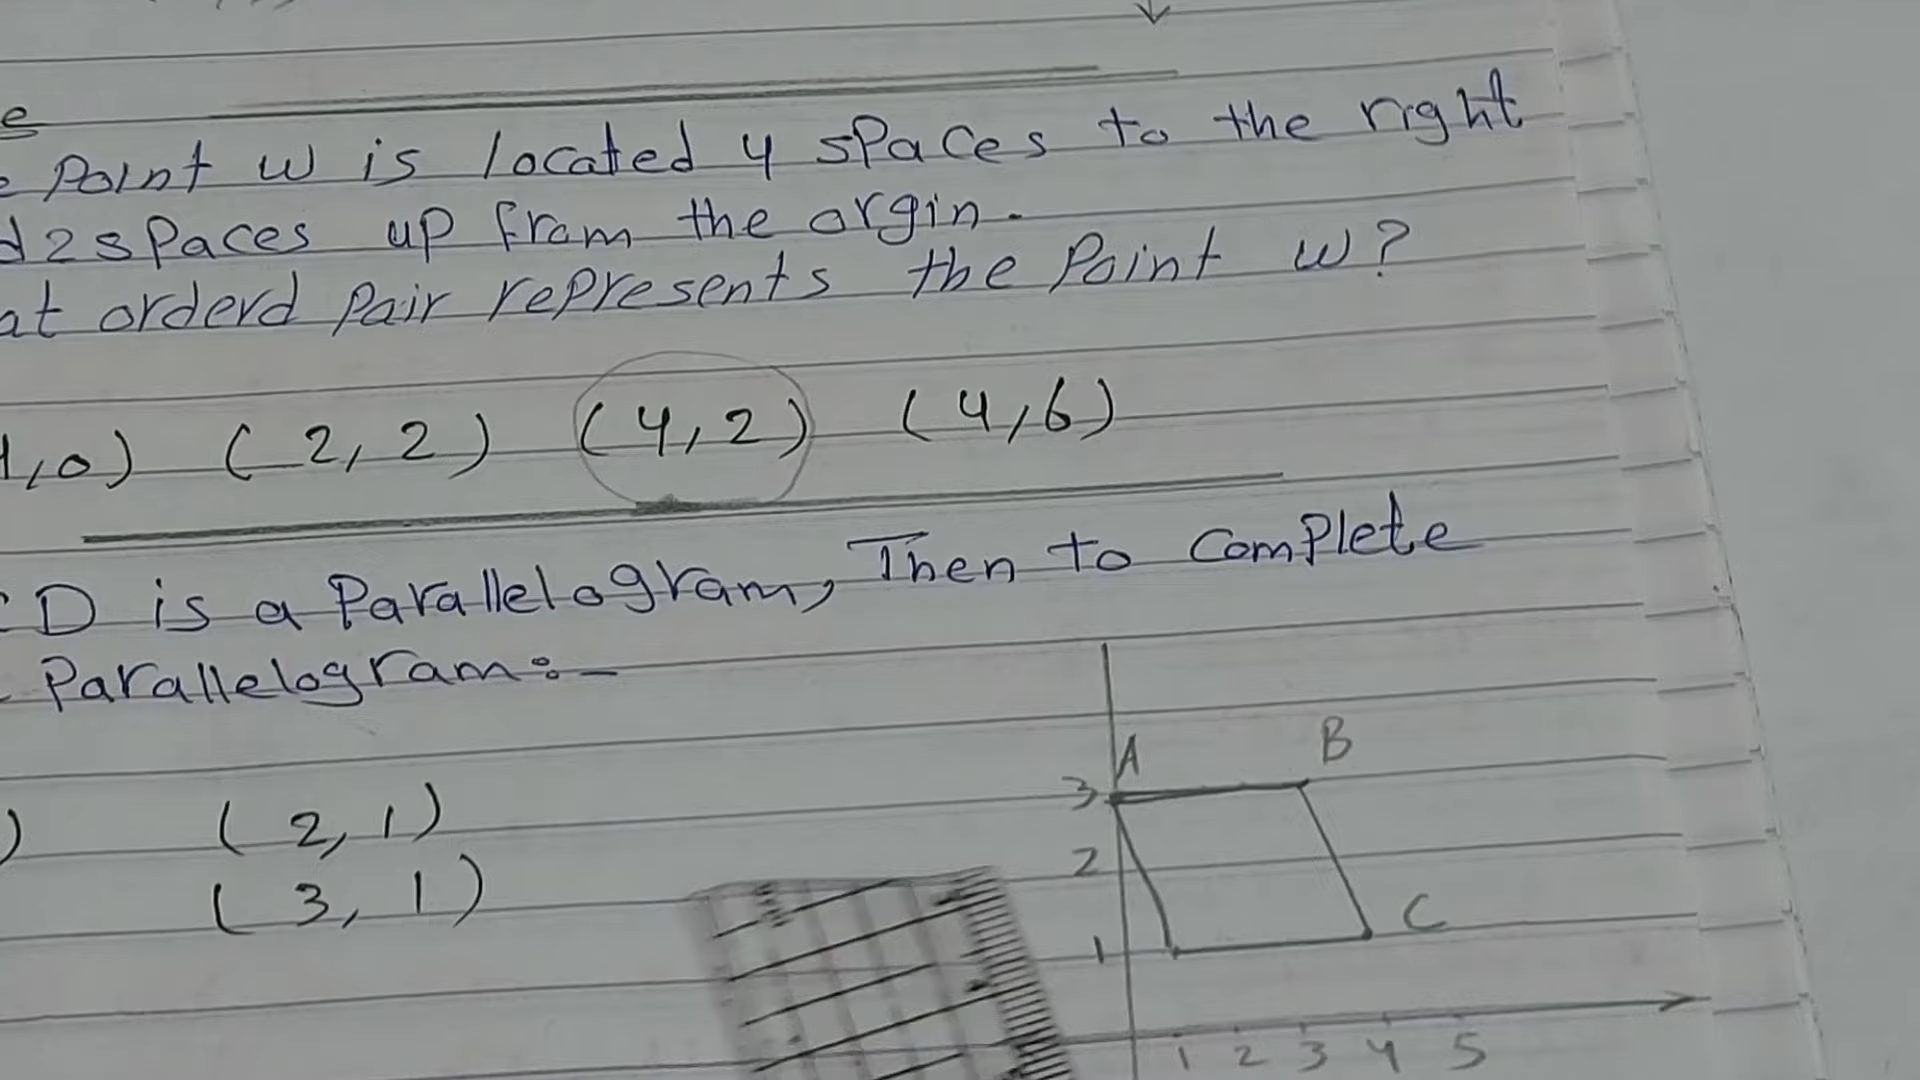 e
Point w is located 4 spaces to the right
d 2 spaces up from the orgin.
at orderd pair represents the Point w?
,0) (2,2) (4,2) (4,6)
CD is a Parallelogram, Then to Complete
Parallelogram:-
) (2,1)
(3,1)
A B
3
2
C
1
1 2 3 4 5